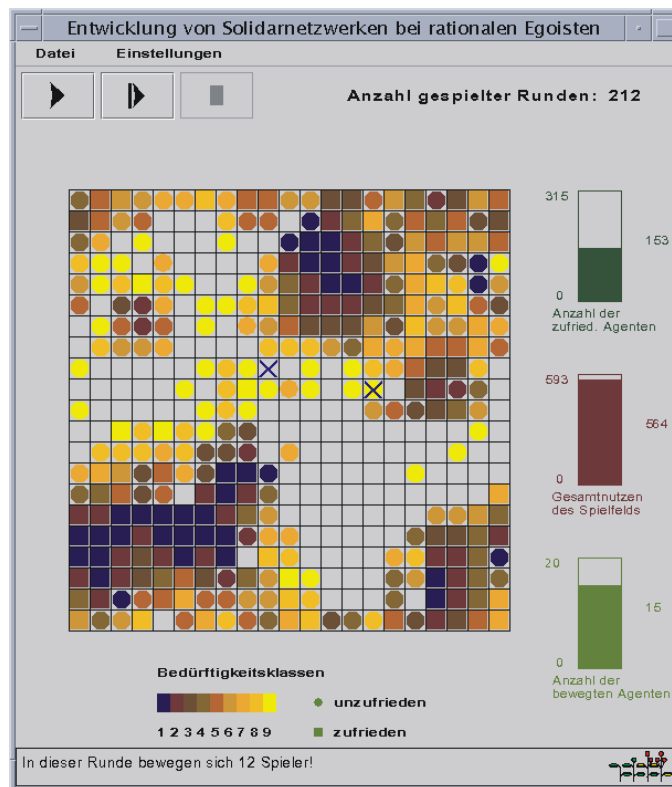 Entwicklung von Solidarnetzwerken bei rationalen Egoisten
Datei Einstellungen
Anzahl gespielter Runden: 212
315
153
0
Anzahl der
zufried. Agenten
593
564
0
Gesamtnutzen
des Spielfelds
20
15
0
Anzahl der
bewegten Agenten
Bedürftigkeitsklassen
unzufrieden
1 2 3 4 5 6 7 8 9
zufrieden
In dieser Runde bewegen sich 12 Spieler!